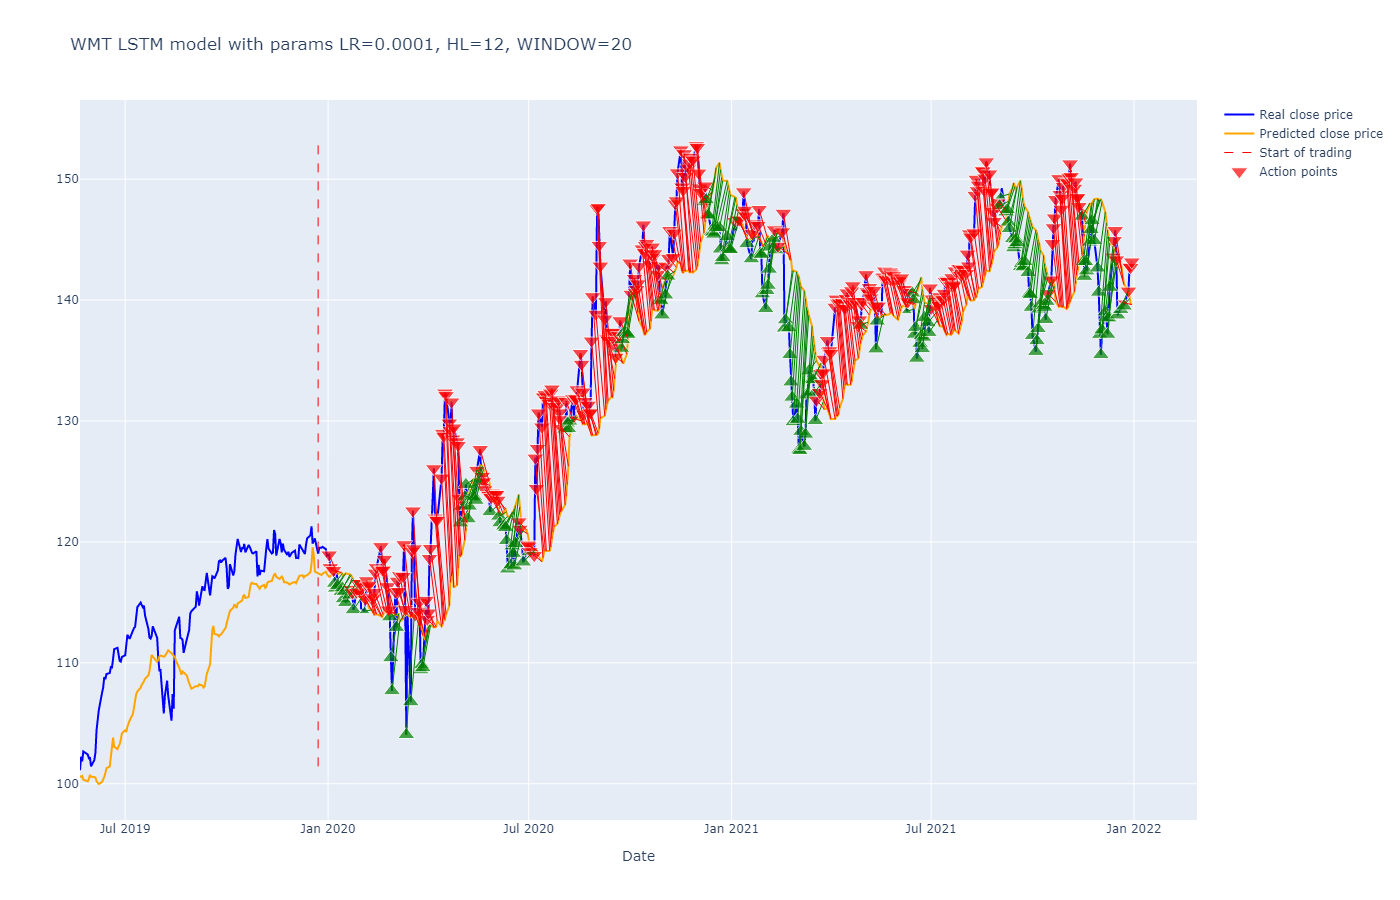 WMT LSTM model with params LR=0.0001, HL=12, WINDOW=20
Real close price
Predicted close price
Start of trading
Action points
150
140
130
120
110
100
Jul 2019
Jan 2020
Jul 2020
Jan 2021
Jul 2021
Jan 2022
Date